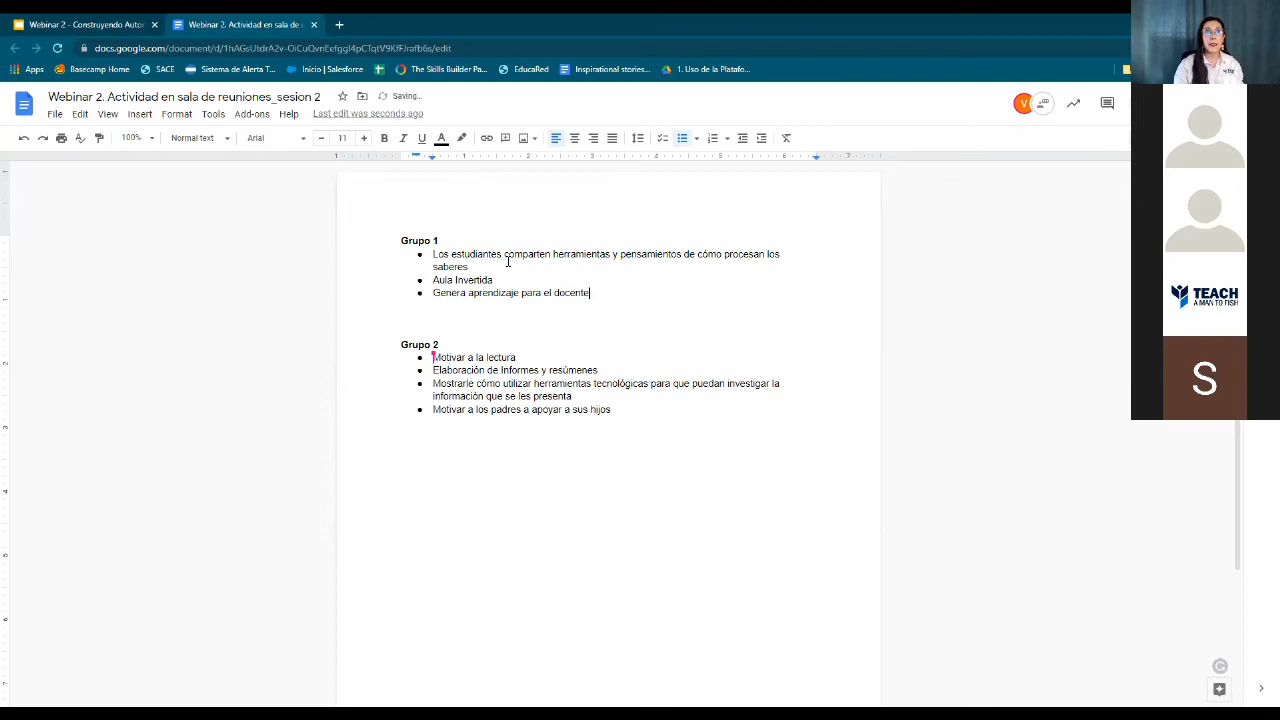 Webinar 2 - Construyendo Autor
Webinar 2. Actividad en sala de r
docs.google.com/document/d/1hAGsUtdrA2v-OiCuQvnEefggI4pCTqtV9KfFJrafb6s/edit
Apps Basecamp Home SACE Sistema de Alerta T... Inicio | Salesforce The Skills Builder Pa... EducaRed Inspirational stories... 1. Uso de la Platafo...
Webinar 2. Actividad en sala de reuniones_sesion 2 Saving...
File Edit View Insert Format Tools Add-ons Help Last edit was seconds ago
100% Normal text Arial 11
Grupo 1
Los estudiantes comparten herramientas y pensamientos de cómo procesan los
saberes
Aula Invertida
Genera aprendizaje para el docente
Grupo 2
Motivar a la lectura
Elaboración de Informes y resúmenes
Mostrarle cómo utilizar herramientas tecnológicas para que puedan investigar la
información que se les presenta
Motivar a los padres a apoyar a sus hijos
V
TEACH
A MAN TO FISH
S